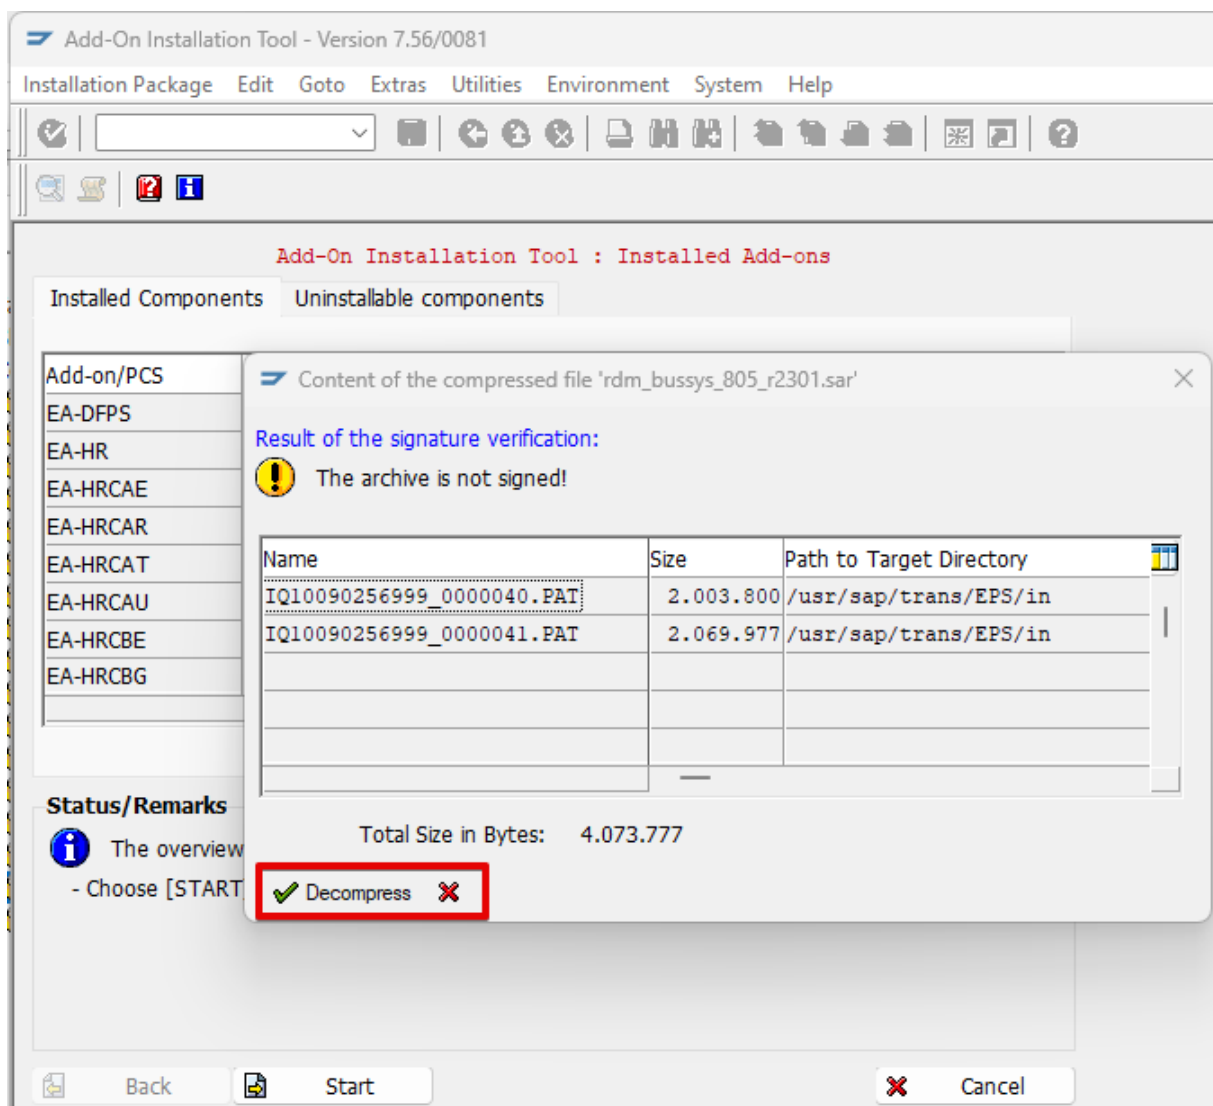 Add-On Installation Tool - Version 7.56/0081
Installation Package Edit Goto Extras Utilities Environment System Help
Add-On Installation Tool : Installed Add-ons
Installed Components Uninstallable components
Add-on/PCS
EA-DFPS
EA-HR
EA-HRCAE
EA-HRCAR
EA-HRCAT
EA-HRCAU
EA-HRCBE
EA-HRCBG
Content of the compressed file 'rdm_bussys_805_r2301.sar'
Result of the signature verification:
The archive is not signed!
Name Size Path to Target Directory
IQ10090256999_0000040.PAT 2.003.800 /usr/sap/trans/EPS/in
IQ10090256999_0000041.PAT 2.069.977 /usr/sap/trans/EPS/in
Total Size in Bytes: 4.073.777
Decompress
Status/Remarks
The overview
- Choose [START]
Back Start Cancel